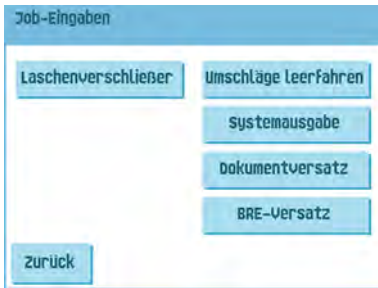 Job-Eingaben
Laschenverschließer
Umschläge leerfahren
Systemausgabe
Dokumentversatz
BRE-Versatz
Zurück